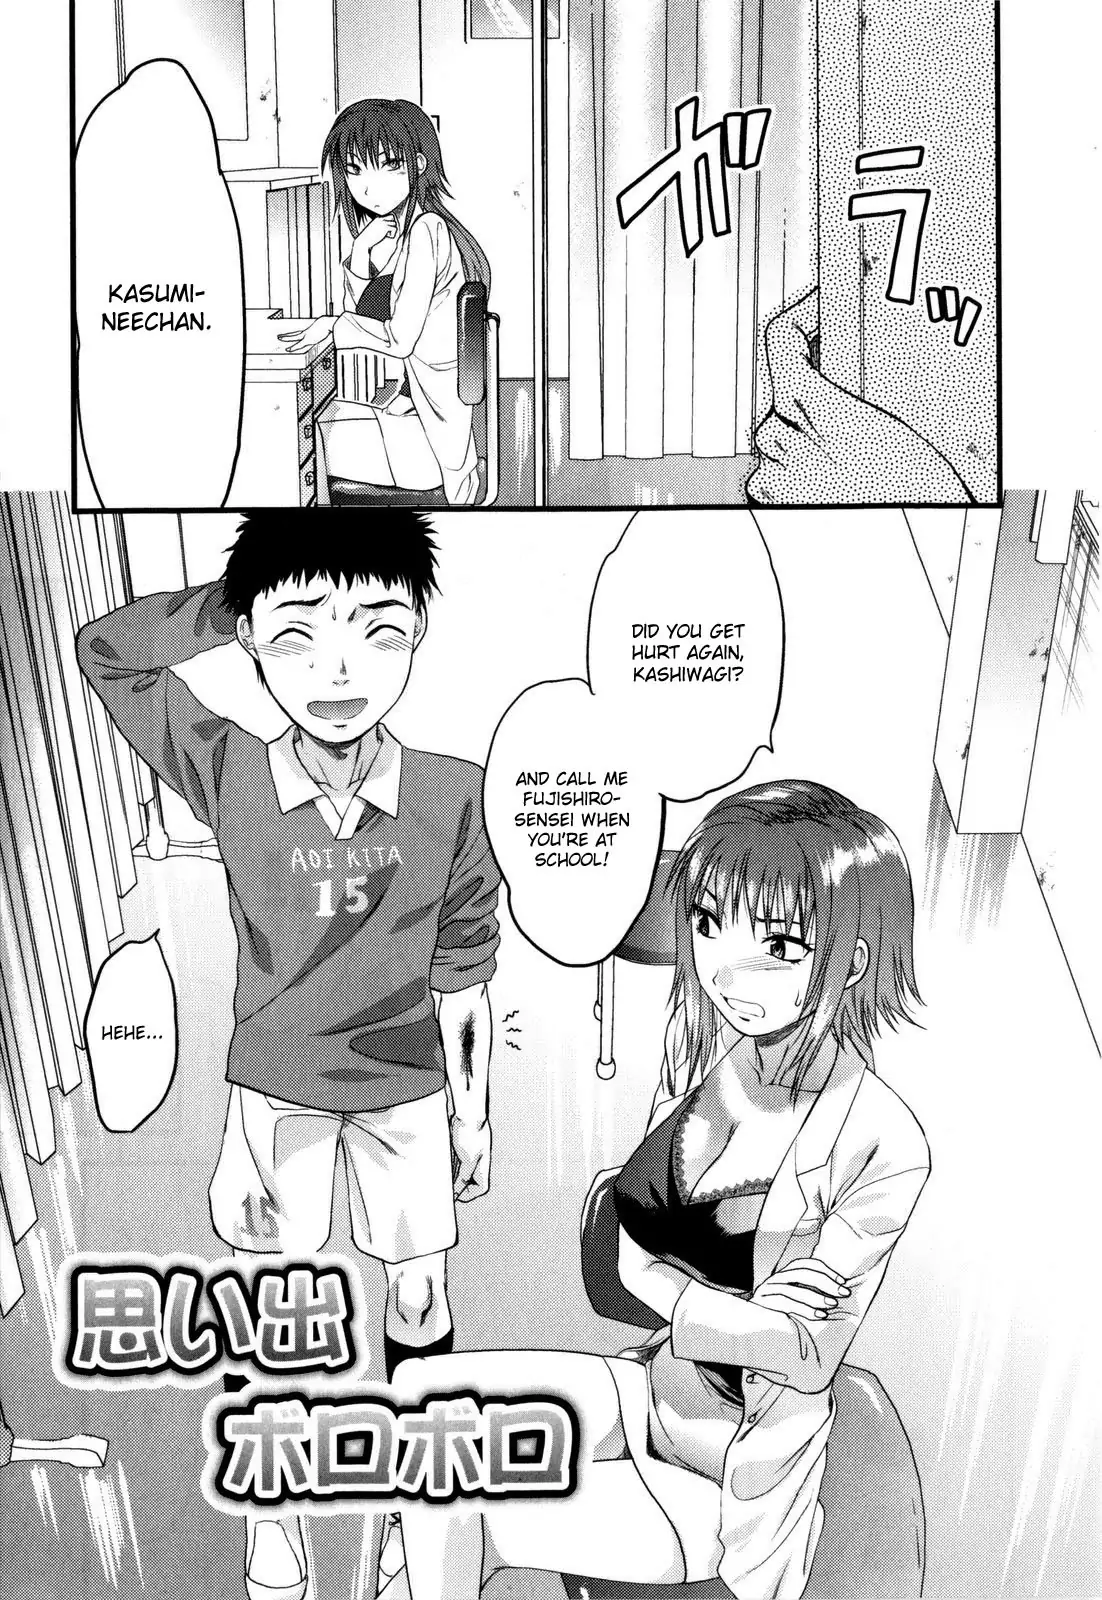 ガラッ
KASUMI-
NEECHAN.
DID YOU GET
HURT AGAIN,
KASHIWAGI?
AND CALL ME
FUJISHIRO-
SENSEI WHEN
YOU'RE AT
SCHOOL!
AOI KITA
15
HEHE...
15
思い出
ボロボロ